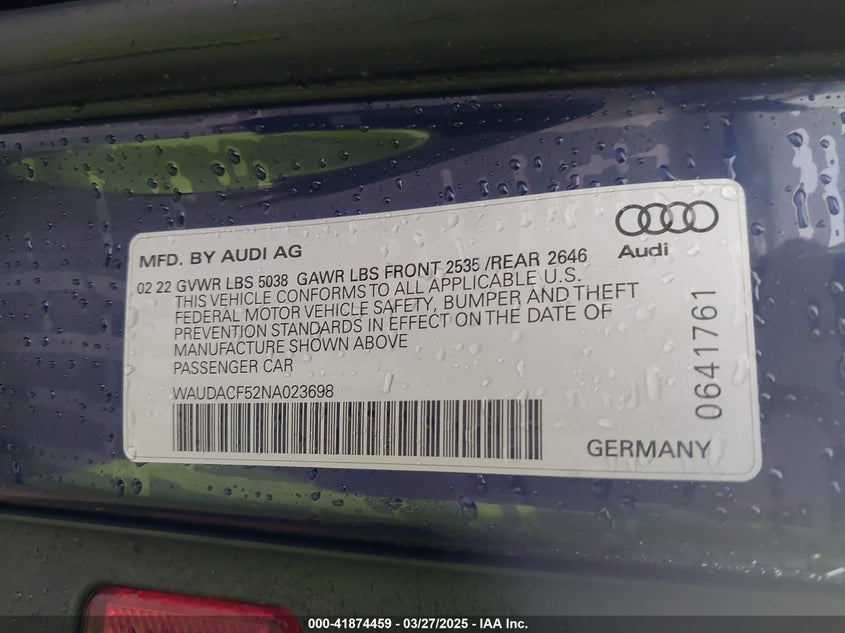 MFD. BY AUDI AG
Audi
02 22 GVWR LBS 5038 GAWR LBS FRONT 2535 /REAR 2646
THIS VEHICLE CONFORMS TO ALL APPLICABLE U.S.
FEDERAL MOTOR VEHICLE SAFETY, BUMPER AND THEFT
PREVENTION STANDARDS IN EFFECT ON THE DATE OF
MANUFACTURE SHOWN ABOVE
PASSENGER CAR
WAUDACF52NA023698
GERMANY
0641761
000-41874459 - 03/27/2025 - IAA Inc.